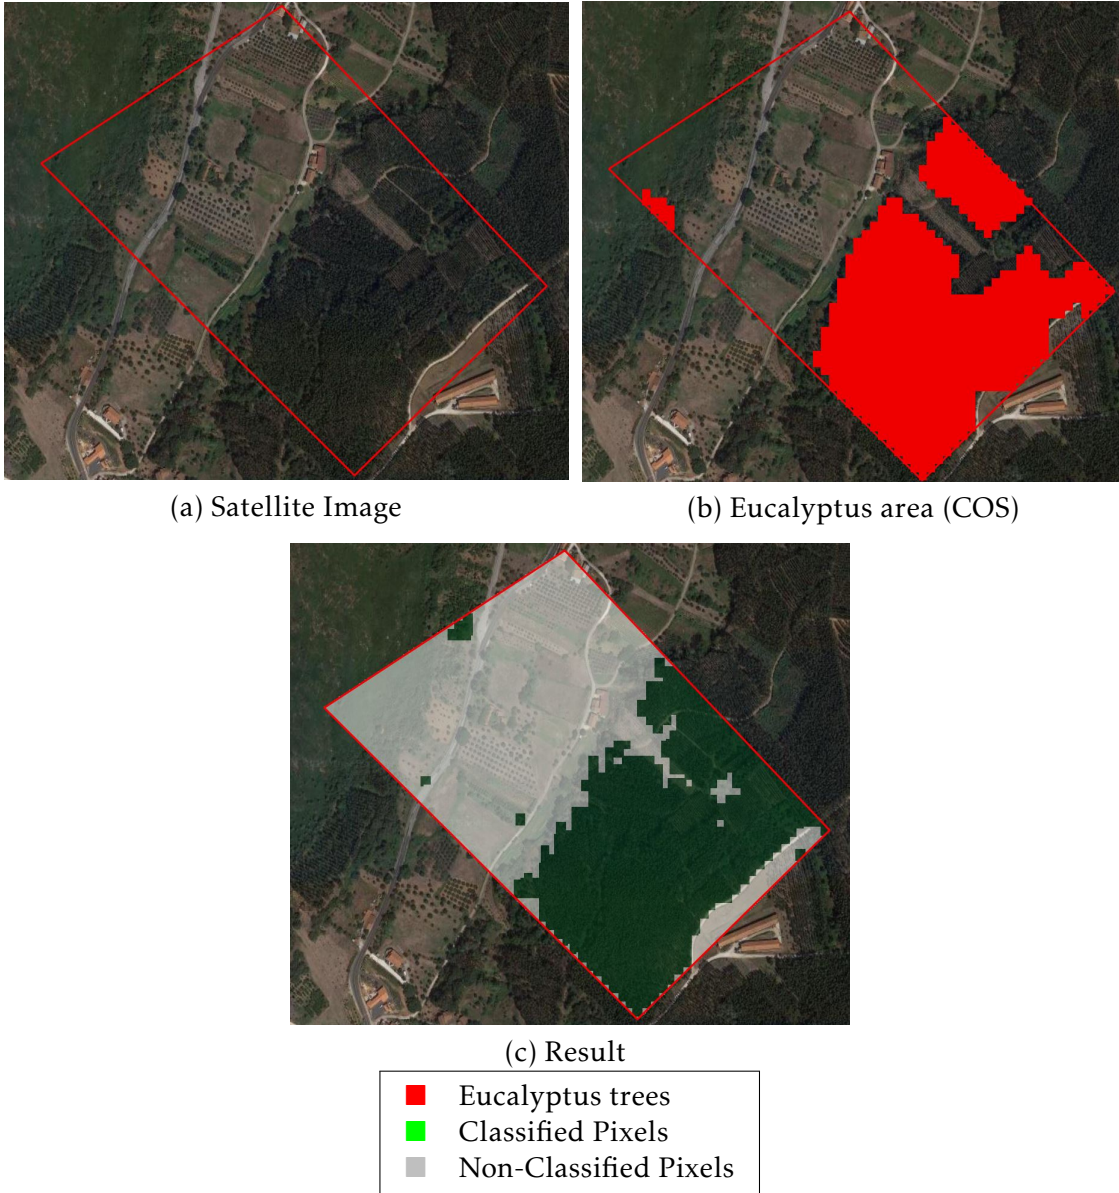 (a) Satellite Image
(b) Eucalyptus area (COS)
(c) Result
Eucalyptus trees
Classified Pixels
Non-Classified Pixels